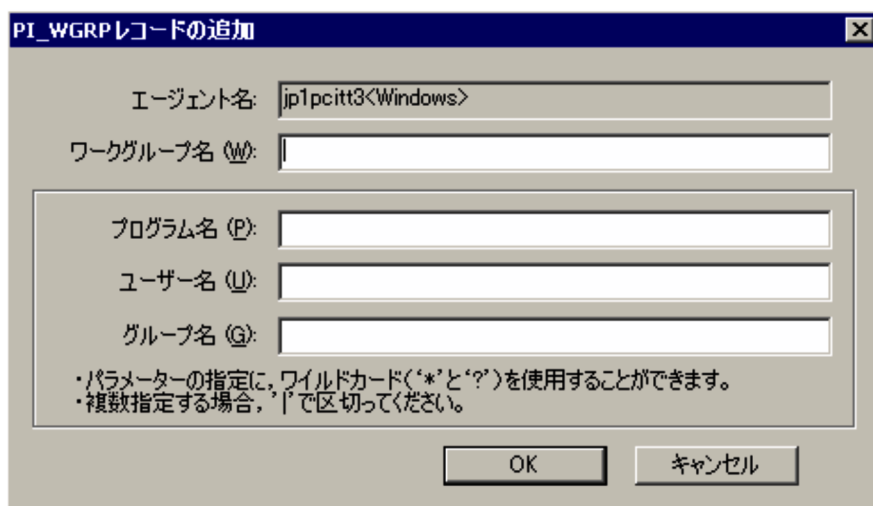 PI_WGRPレコードの追加
エージェント名: jp1pcitt3<Windows>
ワークグループ名 (W):
プログラム名 (P):
ユーザー名 (U):
グループ名 (G):
・パラメーターの指定に, ワイルドカード('*'と'?')を使用することができます。
・複数指定する場合, '|'で区切ってください。
OK キャンセル